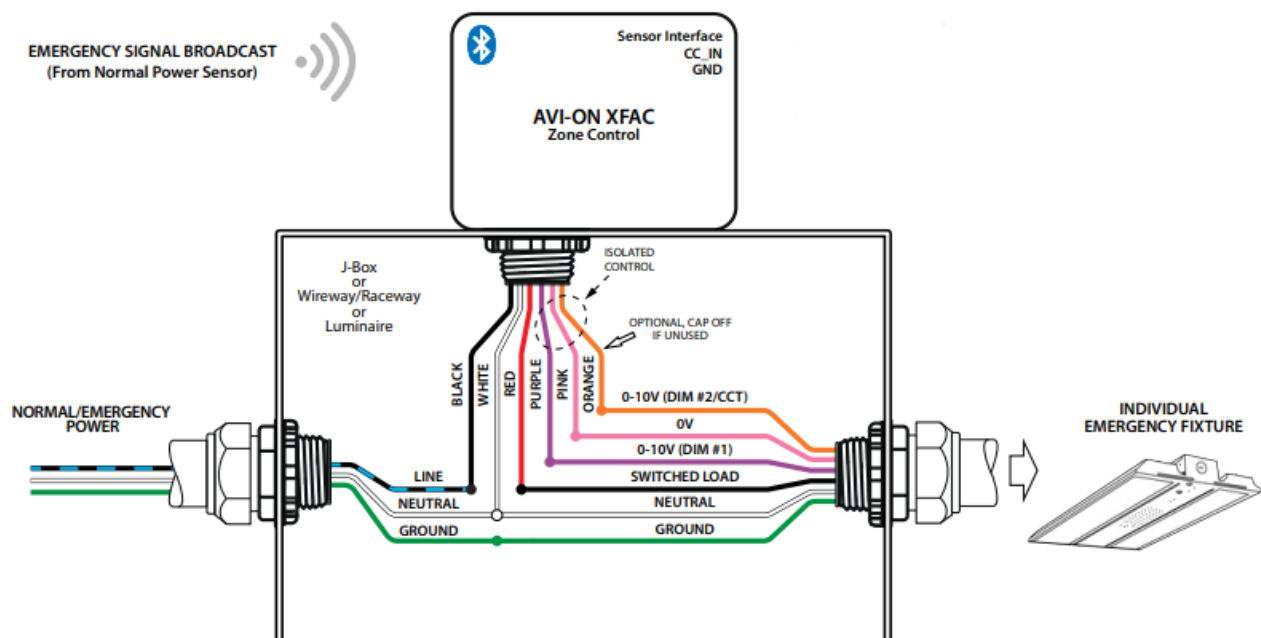 EMERGENCY SIGNAL BROADCAST
(From Normal Power Sensor)
Sensor Interface
CC_IN
GND
AVI-ON XFAC
Zone Control
J-Box
or
Wireway/Raceway
or
Luminaire
ISOLATED
CONTROL
OPTIONAL, CAP OFF
IF UNUSED
BLACK
WHITE
RED
PURPLE
PINK
ORANGE
NORMAL/EMERGENCY
POWER
0-10V (DIM #2/CCT)
0V
0-10V (DIM #1)
SWITCHED LOAD
LINE
NEUTRAL
NEUTRAL
GROUND
GROUND
INDIVIDUAL
EMERGENCY FIXTURE